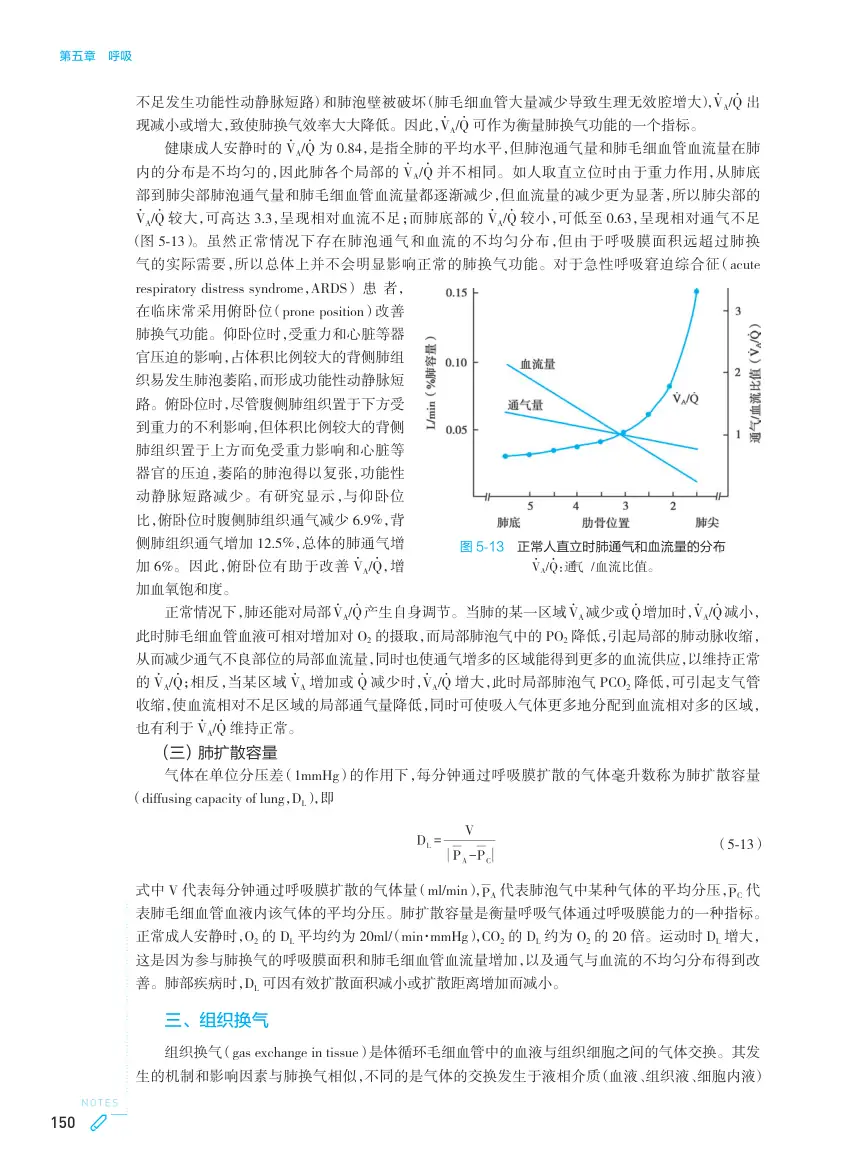 第五章 呼吸
不足发生功能性动静脉短路)和肺泡壁被破坏(肺毛细血管大量减少导致生理无效腔增大),V̇A/Q̇ 出
现减小或增大,致使肺换气效率大大降低。因此,V̇A/Q̇ 可作为衡量肺换气功能的一个指标。
健康成人安静时的 V̇A/Q̇ 为 0.84,是指全肺的平均水平,但肺泡通气量和肺毛细血管血流量在肺
内的分布是不均匀的,因此肺各个局部的 V̇A/Q̇ 并不相同。如人取直立位时由于重力作用,从肺底
部到肺尖部肺泡通气量和肺毛细血管血流量都逐渐减少,但血流量的减少更为显著,所以肺尖部的
V̇A/Q̇ 较大,可高达 3.3,呈现相对血流不足;而肺底部的 V̇A/Q̇ 较小,可低至 0.63,呈现相对通气不足
(图 5-13)。虽然正常情况下存在肺泡通气和血流的不均匀分布,但由于呼吸膜面积远超过肺换
气的实际需要,所以总体上并不会明显影响正常的肺换气功能。对于急性呼吸窘迫综合征(acute
respiratory distress syndrome,ARDS)患者,
在临床常采用俯卧位(prone position)改善
肺换气功能。仰卧位时,受重力和心脏等器
官压迫的影响,占体积比例较大的背侧肺组
织易发生肺泡萎陷,而形成功能性动静脉短
路。俯卧位时,尽管腹侧肺组织置于下方受
到重力的不利影响,但体积比例较大的背侧
肺组织置于上方而免受重力影响和心脏等
器官的压迫,萎陷的肺泡得以复张,功能性
动静脉短路减少。有研究显示,与仰卧位
比,俯卧位时腹侧肺组织通气减少 6.9%,背
侧肺组织通气增加 12.5%,总体的肺通气增
加 6%。因此,俯卧位有助于改善 V̇A/Q̇,增
加血氧饱和度。
L/min(%肺容量)
0.15
0.10
0.05
血流量
通气量
V̇A/Q̇
3
2
1
通气/血流比值(V̇A/Q̇)
5 4 3 2
肺底 肋骨位置 肺尖
图 5-13 正常人直立时肺通气和血流量的分布
V̇A/Q̇:通气/血流比值。
正常情况下,肺还能对局部V̇A/Q̇产生自身调节。当肺的某一区域V̇A减少或Q̇增加时,V̇A/Q̇减小,
此时肺毛细血管血液可相对增加对 O₂ 的摄取,而局部肺泡气中的 PO₂ 降低,引起局部的肺动脉收缩,
从而减少通气不良部位的局部血流量,同时也使通气增多的区域能得到更多的血流供应,以维持正常
的 V̇A/Q̇;相反,当某区域 V̇A 增加或 Q̇ 减少时,V̇A/Q̇ 增大,此时局部肺泡气 PCO₂ 降低,可引起支气管
收缩,使血流相对不足区域的局部通气量降低,同时可使吸入气体更多地分配到血流相对多的区域,
也有利于 V̇A/Q̇ 维持正常。
(三)肺扩散容量
气体在单位分压差(1mmHg)的作用下,每分钟通过呼吸膜扩散的气体毫升数称为肺扩散容量
(diffusing capacity of lung,DL),即
DL = V / |P̄A−P̄C| (5-13)
式中 V 代表每分钟通过呼吸膜扩散的气体量(ml/min),P̄A 代表肺泡气中某种气体的平均分压,P̄C 代
表肺毛细血管血液内该气体的平均分压。肺扩散容量是衡量呼吸气体通过呼吸膜能力的一种指标。
正常成人安静时,O₂ 的 DL 平均约为 20ml/(min·mmHg),CO₂ 的 DL 约为 O₂ 的 20 倍。运动时 DL 增大,
这是因为参与肺换气的呼吸膜面积和肺毛细血管血流量增加,以及通气与血流的不均匀分布得到改
善。肺部疾病时,DL 可因有效扩散面积减小或扩散距离增加而减小。
三、组织换气
组织换气(gas exchange in tissue)是体循环毛细血管中的血液与组织细胞之间的气体交换。其发
生的机制和影响因素与肺换气相似,不同的是气体的交换发生于液相介质(血液、组织液、细胞内液)
NOTES
150